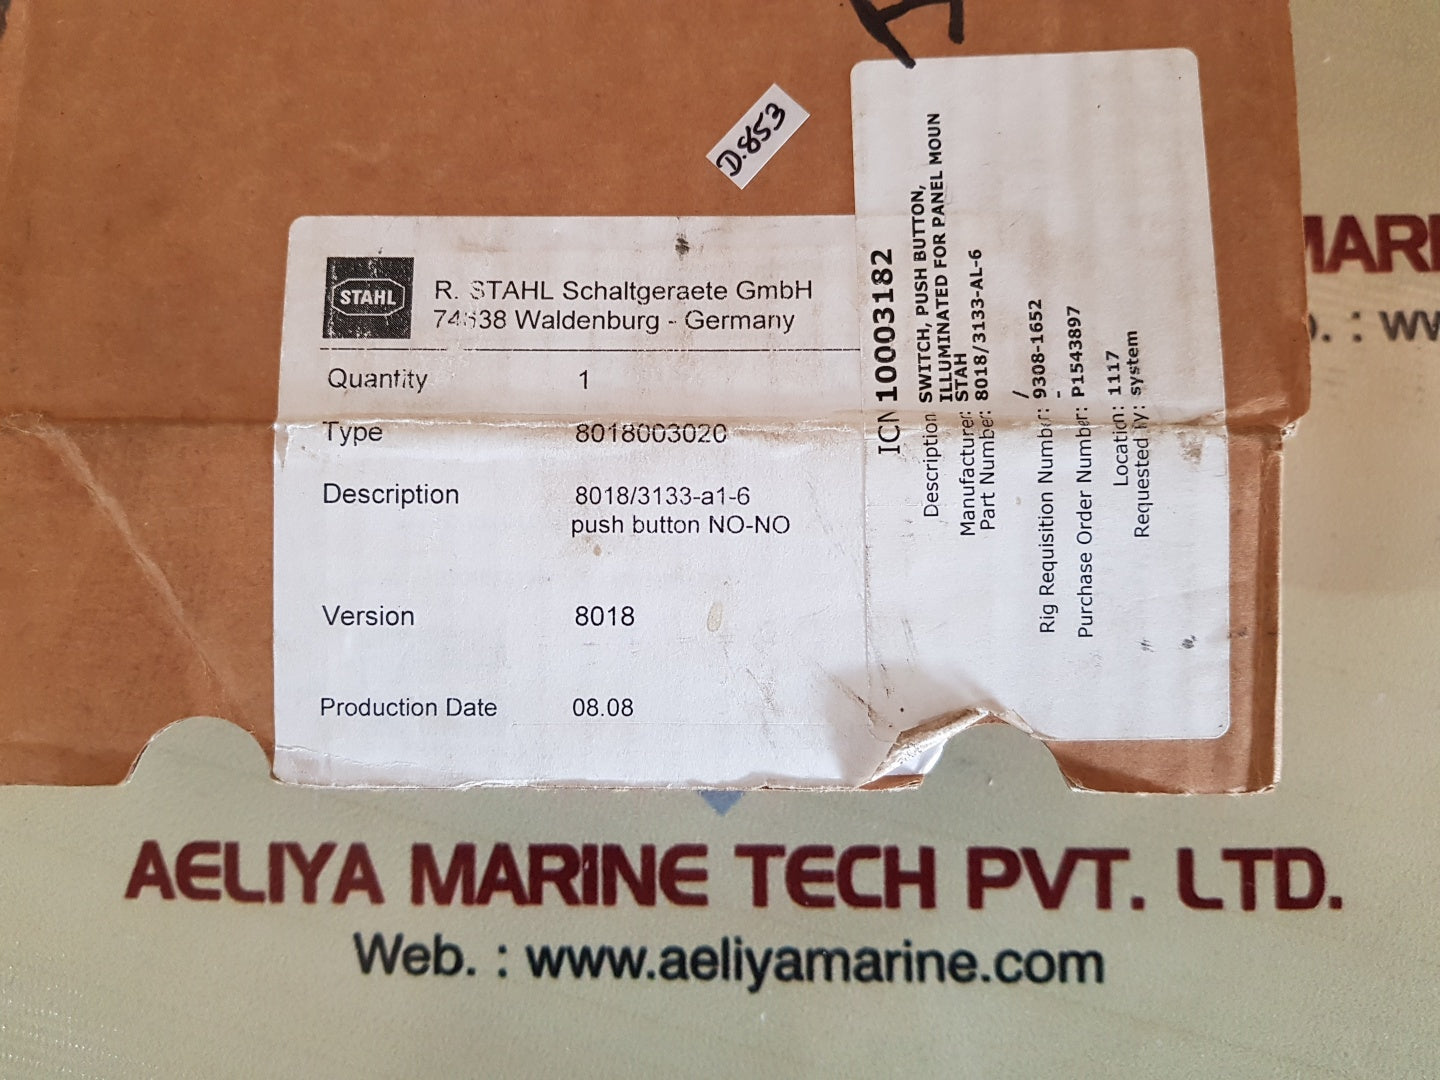 D.853
STAHL
R. STAHL Schaltgeraete GmbH
Waldenburg - Germany
Quantity 1
Type 8018003020
Description 8018/3133-a1-6
push button NO-NO
Version 8018
Production Date 08.08
10003182
Description SWITCH, PUSH BUTTON,
ILLUMINATED FOR PANEL MOUN
Manufacturer: STAH
Part Number: 8018/3133-AL-6
/
Rig Requisition Number: 9308-1652
-
Purchase Order Number: P1543897
Location: 1117
Requested system
AELIYA MARINE TECH PVT. LTD.
Web. : www.aeliyamarine.com